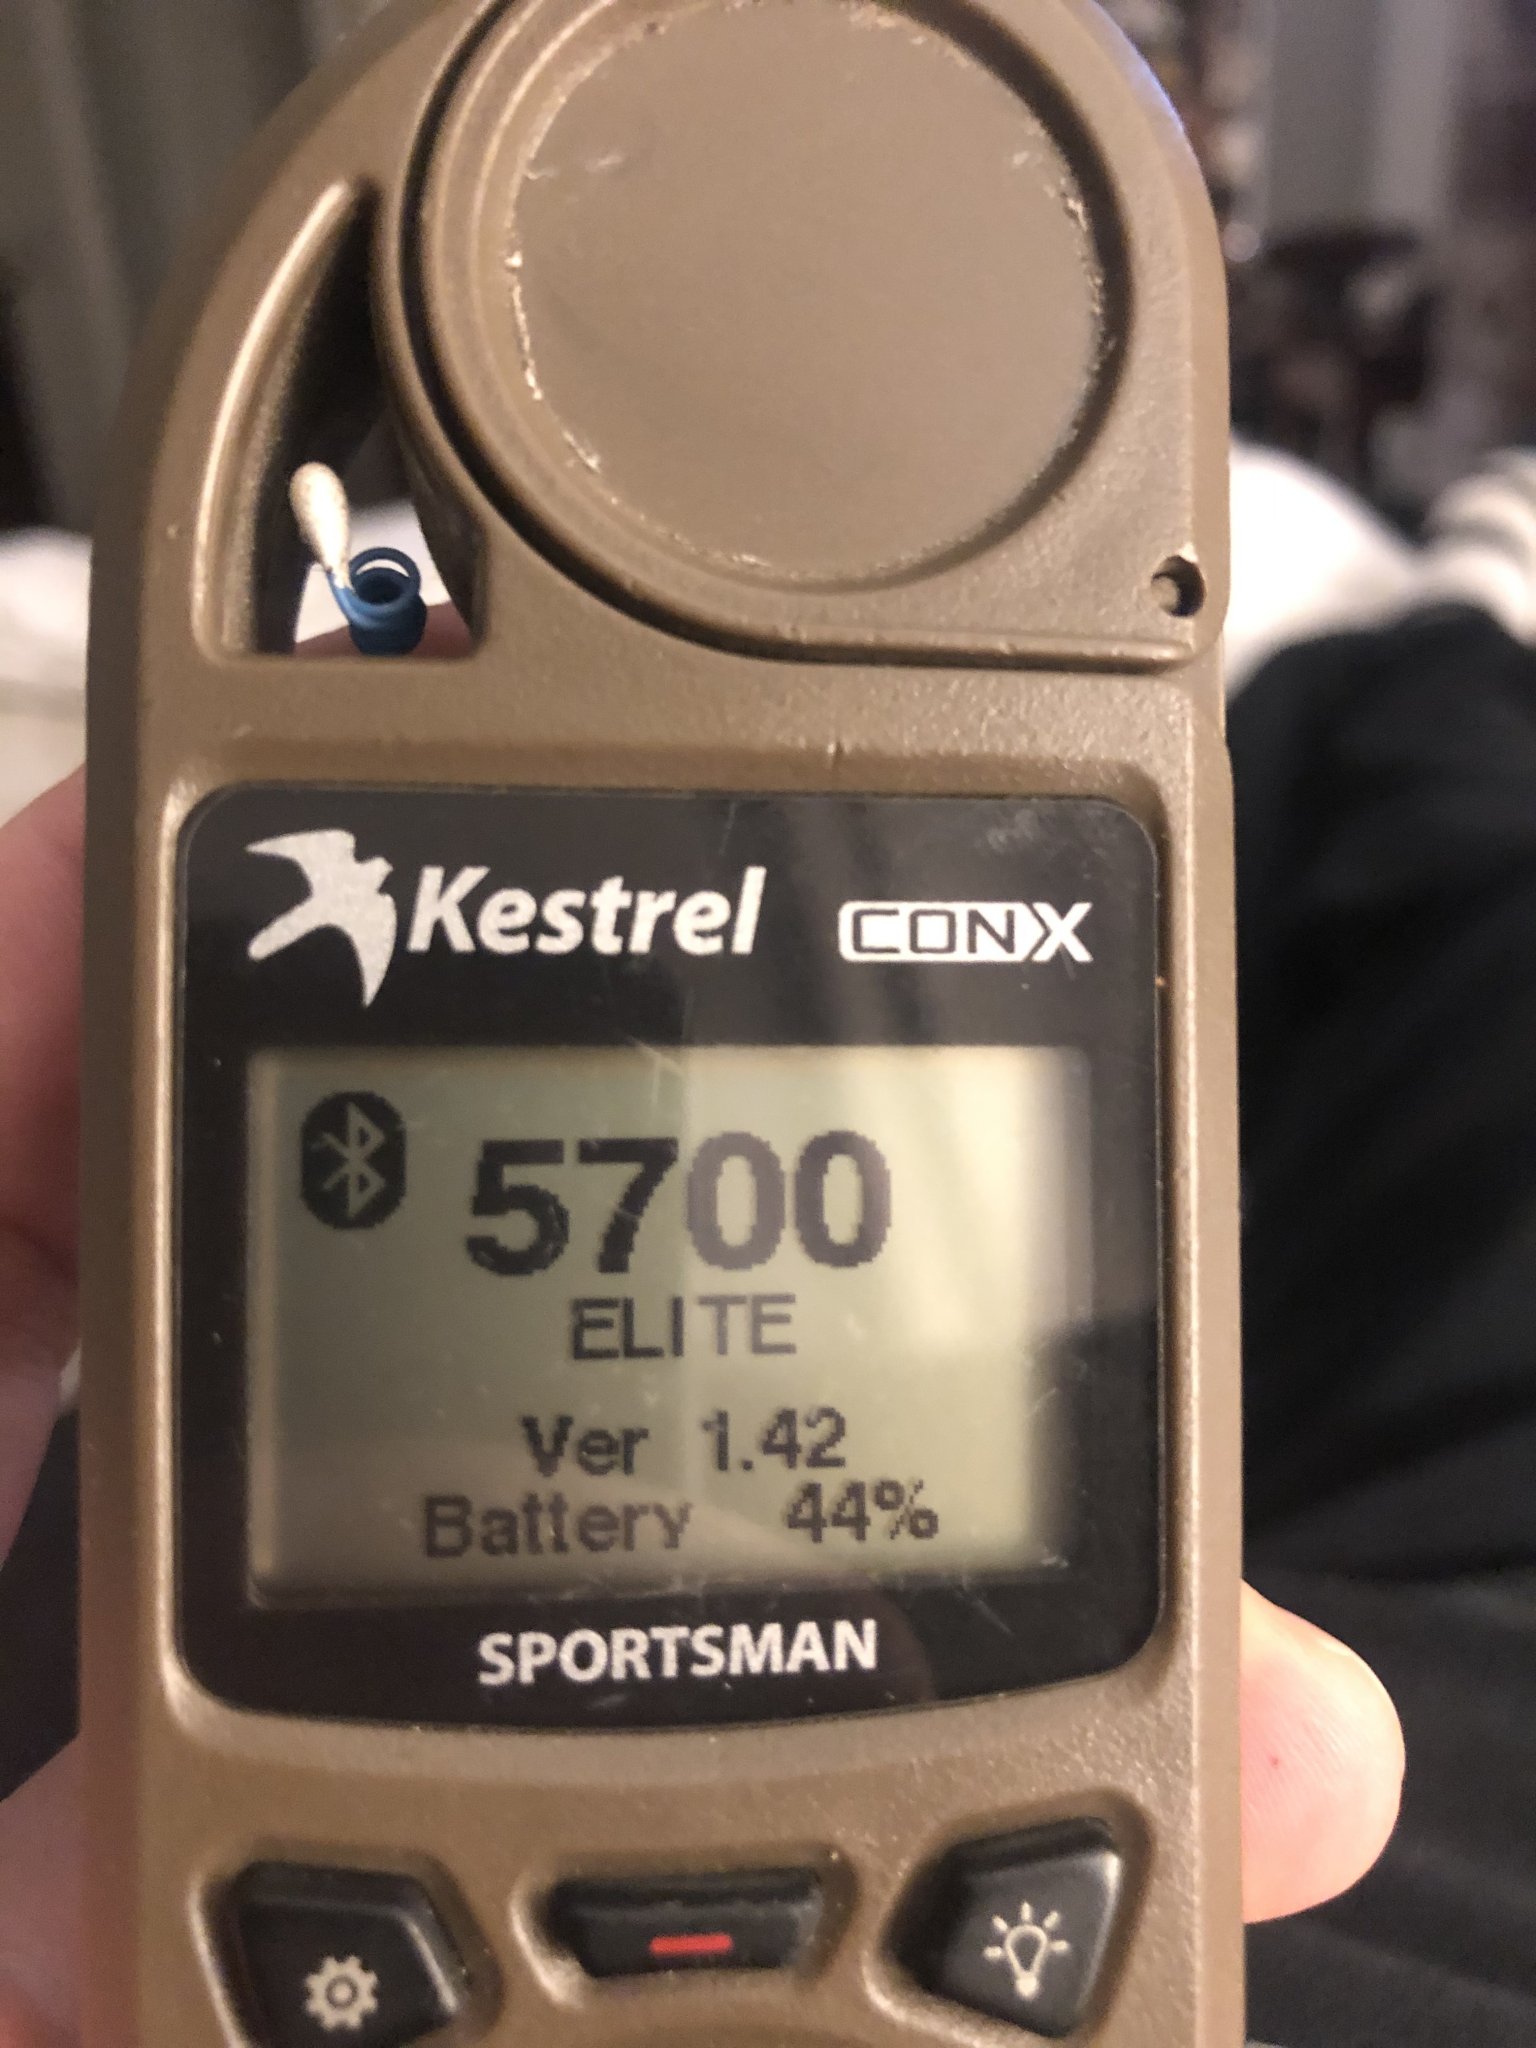 Kestrel CONX
5700
ELITE
Ver 1.42
Battery 44%
SPORTSMAN